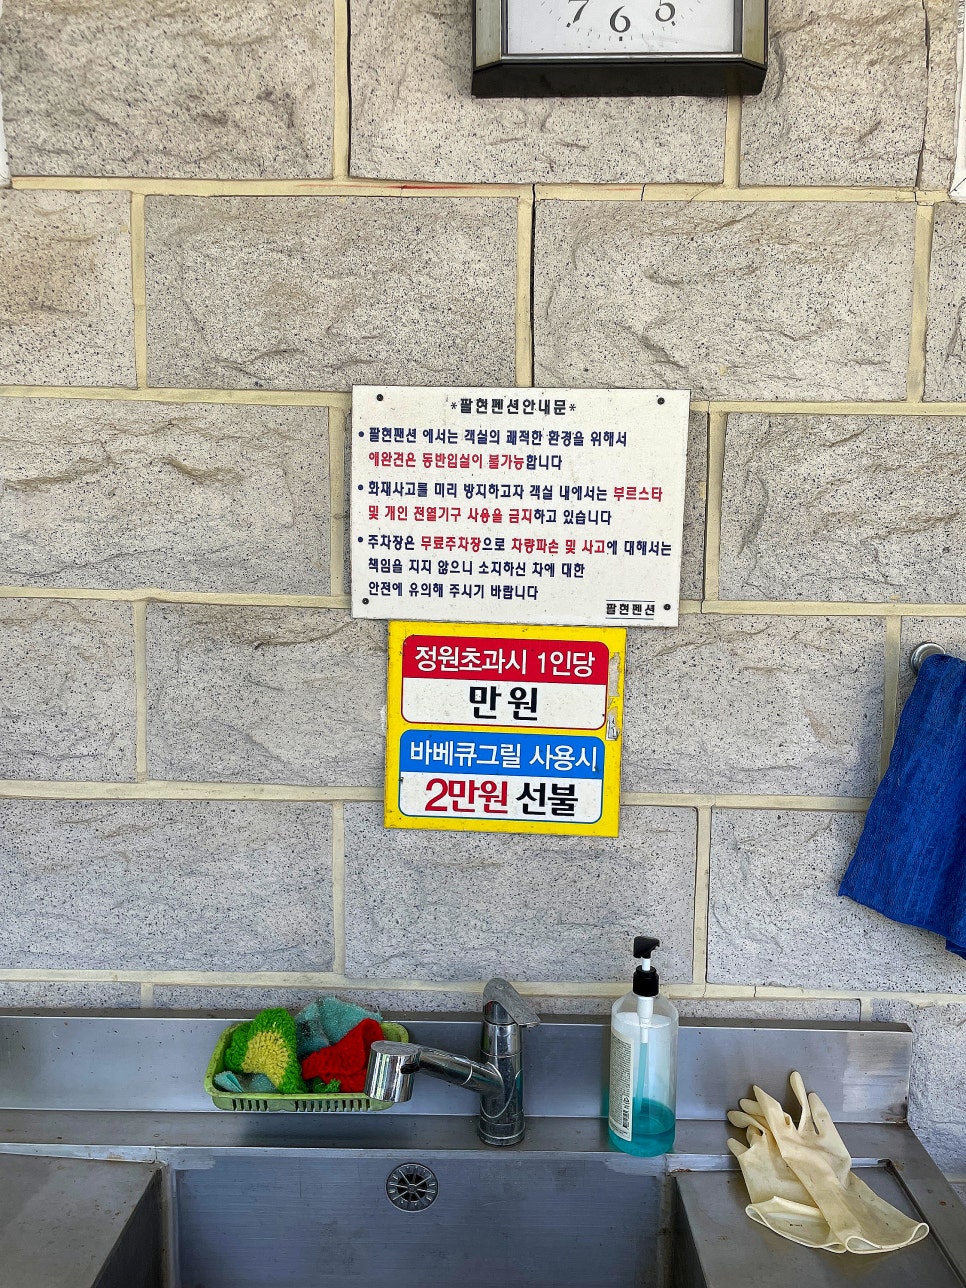 7 6 5
*팔현펜션안내문*
• 팔현팬션 에서는 객실의 쾌적한 환경을 위해서
애완견은 동반입실이 불가능합니다
• 화재사고를 미리 방지하고자 객실 내에서는 부르스타
및 개인 전열기구 사용을 금지하고 있습니다
• 주차장은 무료주차장으로 차량파손 및 사고에 대해서는
책임을 지지 않으니 소지하신 차에 대한
안전에 유의해 주시기 바랍니다
팔현펜션
정원초과시 1인당
만원
바베큐그릴 사용시
2만원 선불